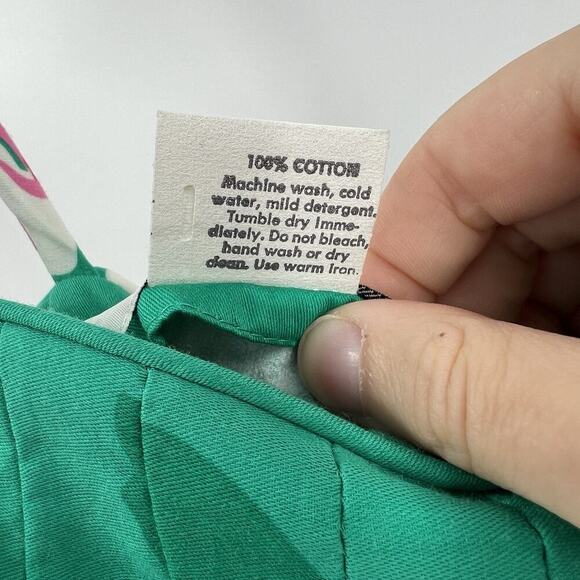 100% COTTON
Machine wash, cold
water, mild detergent.
Tumble dry Imme-
diately. Do not bleach,
hand wash or dry
clean. Use warm iron.